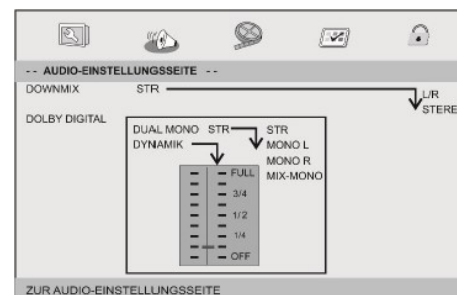 -- AUDIO-EINSTELLUNGSSEITE --
DOWNMIX STR L/R
STERE
DOLBY DIGITAL
DUAL MONO STR STR
DYNAMIK MONO L
MONO R
FULL MIX-MONO
3/4
1/2
1/4
OFF
ZUR AUDIO-EINSTELLUNGSSEITE